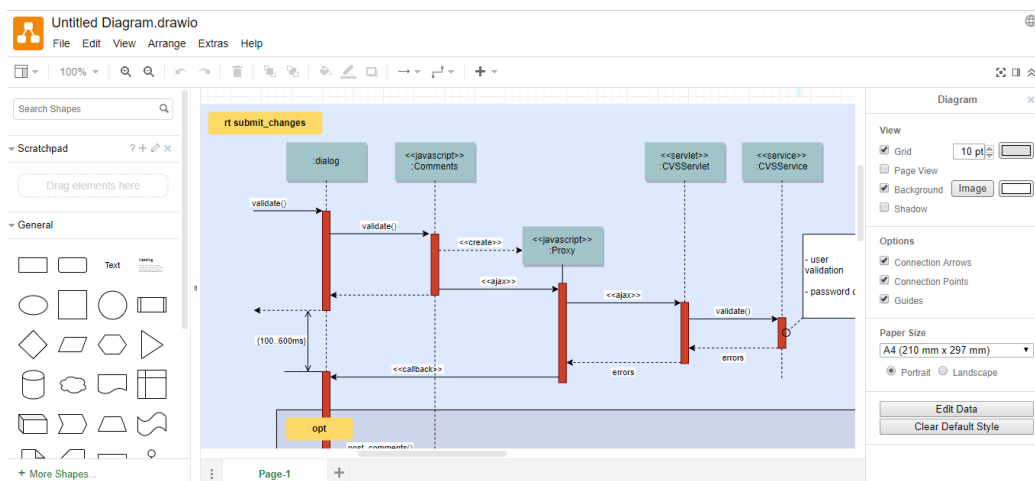 Untitled Diagram.drawio
File Edit View Arrange Extras Help
100%
Search Shapes
Scratchpad
Drag elements here
General
Text
Heading
+ More Shapes...
rt submit_changes
:dialog
<<javascript>>
:Comments
<<servlet>>
:CVSServlet
<<service>>
:CVSService
validate()
validate()
<<create>>
<<javascript>>
:Proxy
- user
validation
- password
<<ajax>>
<<ajax>>
validate()
{100..600ms}
errors
errors
<<callback>>
opt
post_comments()
Page-1
Diagram
View
Grid 10 pt
Page View
Background Image
Shadow
Options
Connection Arrows
Connection Points
Guides
Paper Size
A4 (210 mm x 297 mm)
Portrait Landscape
Edit Data
Clear Default Style